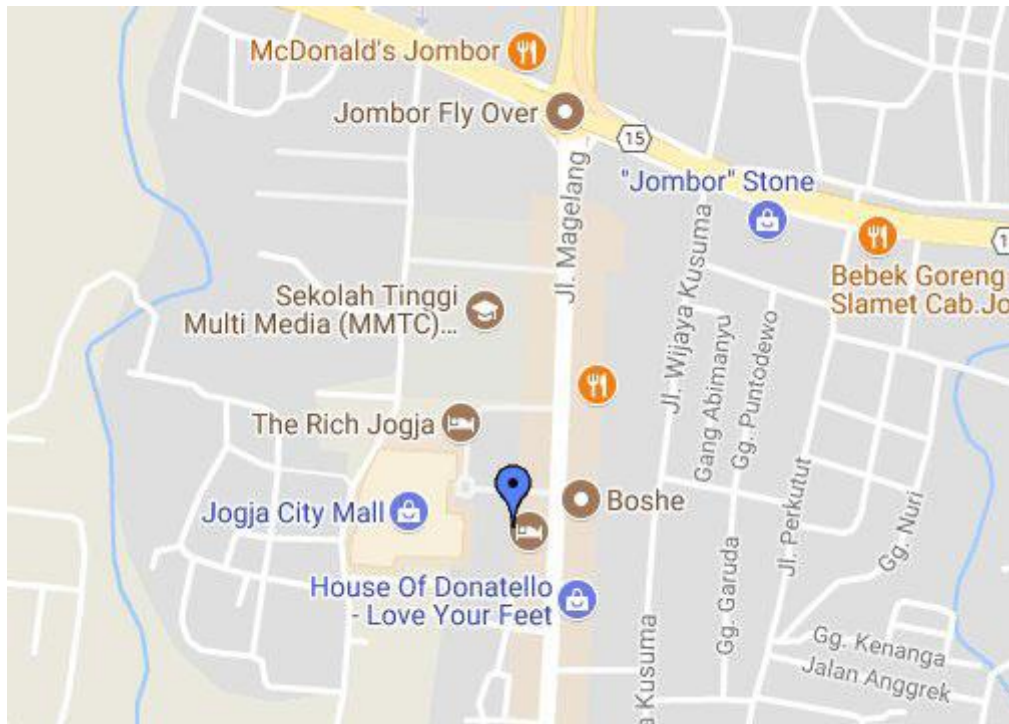 McDonald's Jombor
Jombor Fly Over
15
"Jombor" Stone
Jl. Magelang
Jl. Wijaya Kusuma
Bebek Goreng
Slamet Cab.Jo
Sekolah Tinggi
Multi Media (MMTC)...
Gang Abimanyu
Gg. Puntodewo
The Rich Jogja
Jogja City Mall
Boshe
Jl. Perkutut
Gg. Nuri
House Of Donatello
- Love Your Feet
Gg. Garuda
a Kusuma
Gg. Kenanga
Jalan Anggrek